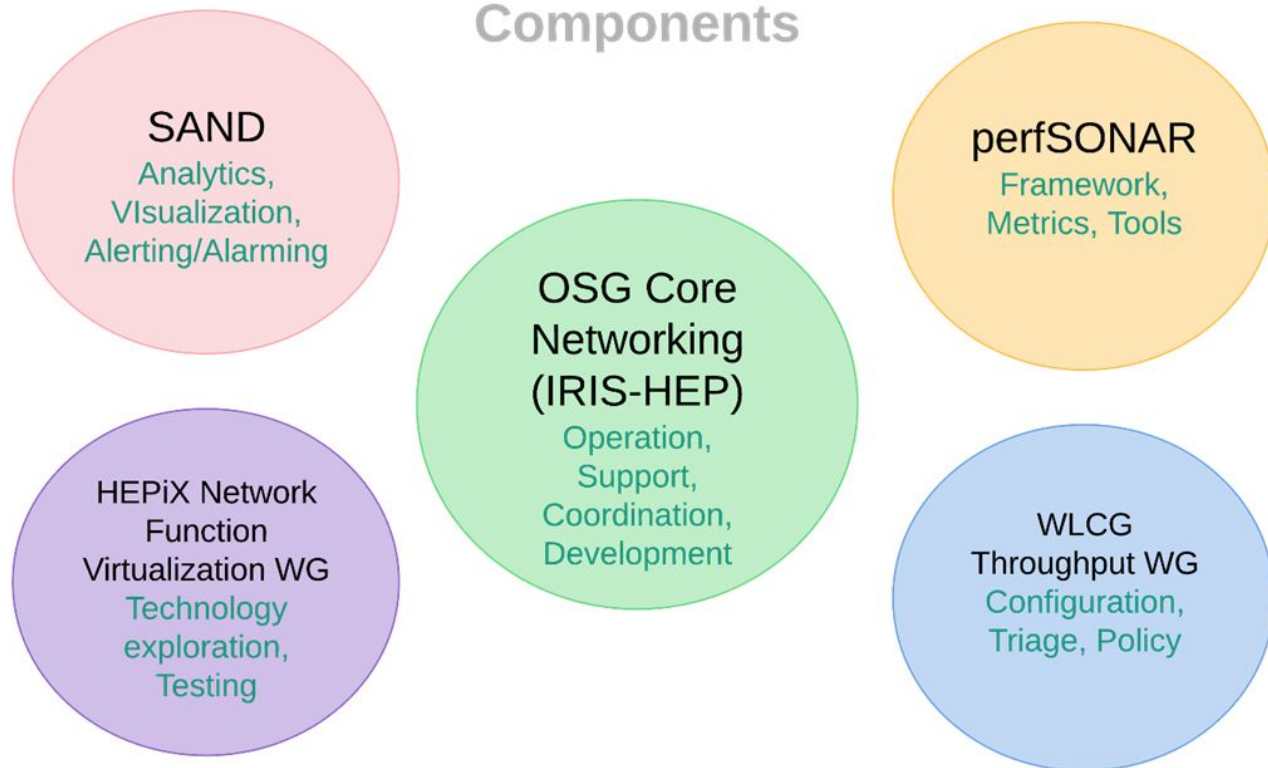 Components
SAND
Analytics,
VIsualization,
Alerting/Alarming
perfSONAR
Framework,
Metrics, Tools
OSG Core
Networking
(IRIS-HEP)
Operation,
Support,
Coordination,
Development
HEPiX Network
Function
Virtualization WG
Technology
exploration,
Testing
WLCG
Throughput WG
Configuration,
Triage, Policy